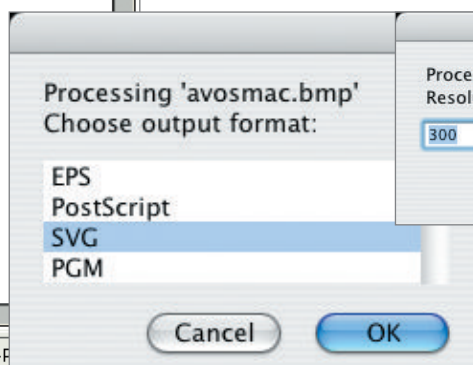 Processing 'avosmac.bmp'
Choose output format:
EPS
PostScript
SVG
PGM
Cancel
OK
300